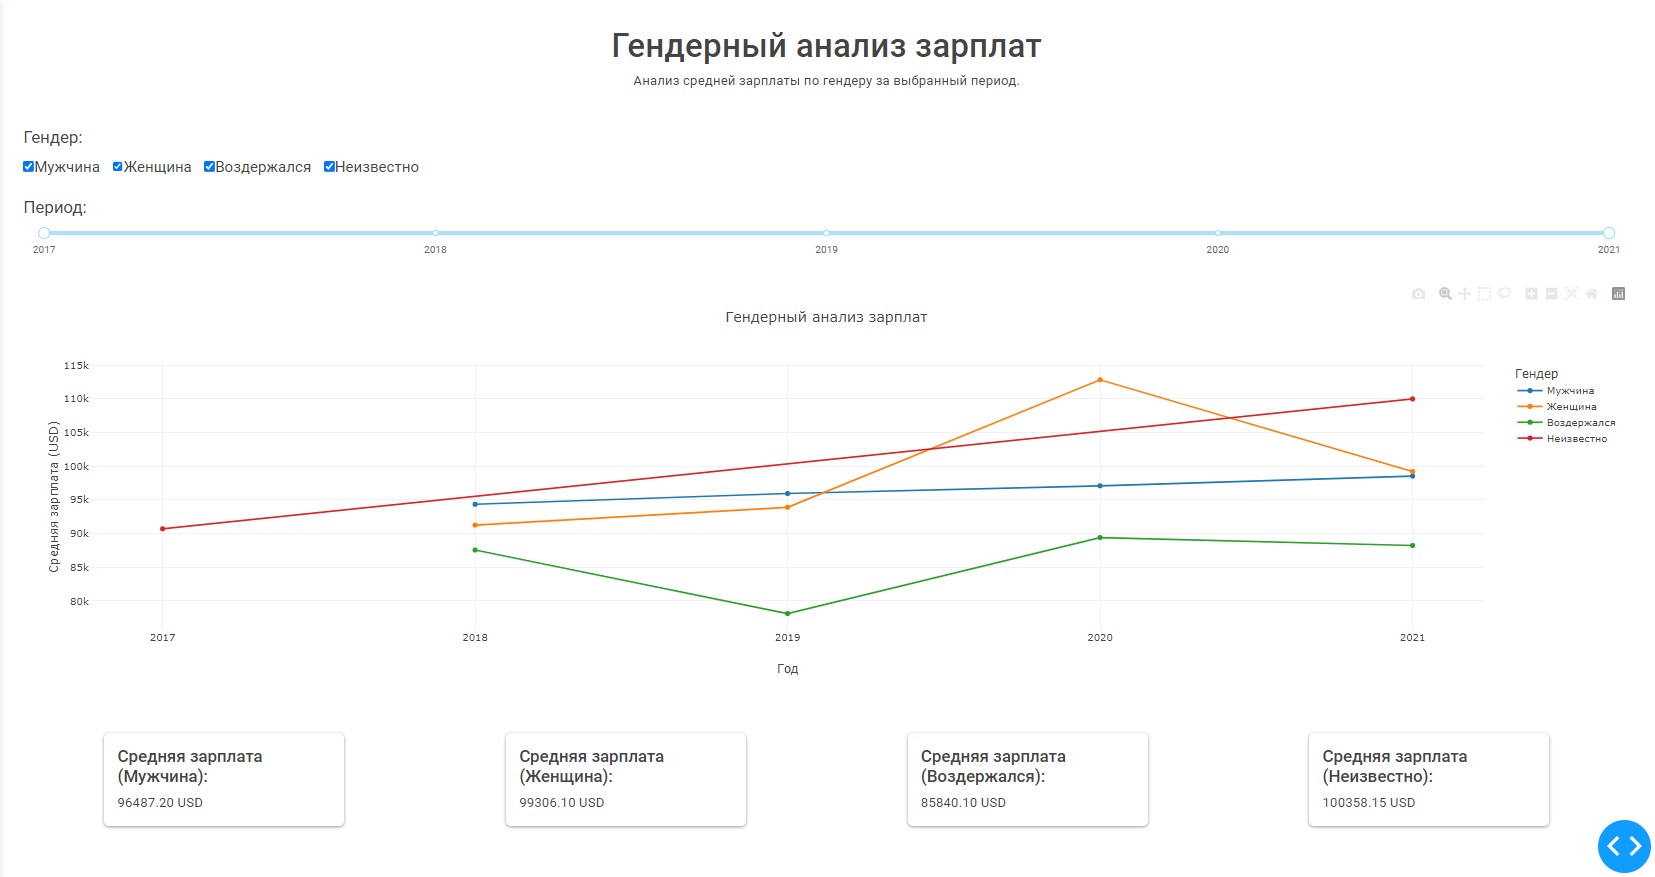 Гендерный анализ зарплат
Анализ средней зарплаты по гендеру за выбранный период.
Гендер:
Мужчина Женщина Воздержался Неизвестно
Период:
2017 2018 2019 2020 2021
Гендерный анализ зарплат
115k
110k
105k
100k
95k
90k
85k
80k
Средняя зарплата (USD)
2017 2018 2019 2020 2021
Год
Гендер
Мужчина
Женщина
Воздержался
Неизвестно
Средняя зарплата
(Мужчина):
96487.20 USD
Средняя зарплата
(Женщина):
99306.10 USD
Средняя зарплата
(Воздержался):
85840.10 USD
Средняя зарплата
(Неизвестно):
100358.15 USD